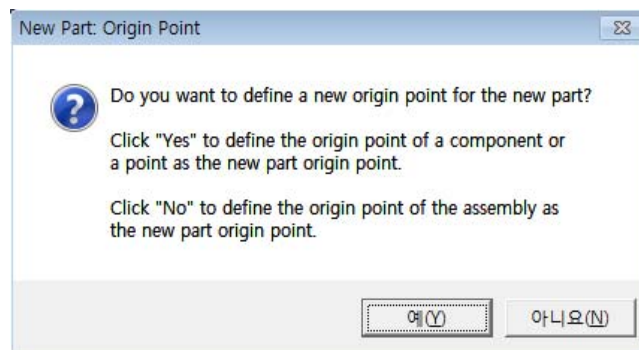 New Part: Origin Point
Do you want to define a new origin point for the new part?
Click "Yes" to define the origin point of a component or
a point as the new part origin point.
Click "No" to define the origin point of the assembly as
the new part origin point.
예(Y)
아니요(N)